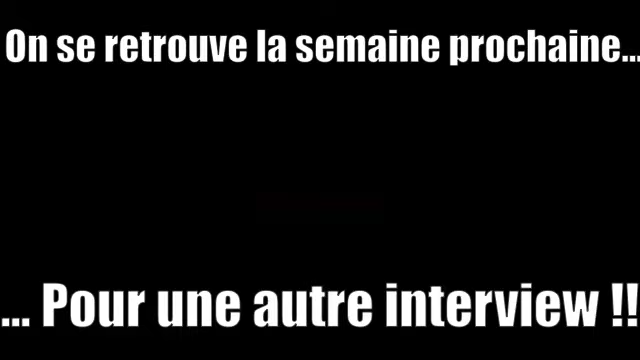 On se retrouve la semaine prochaine...
... Pour une autre interview !!